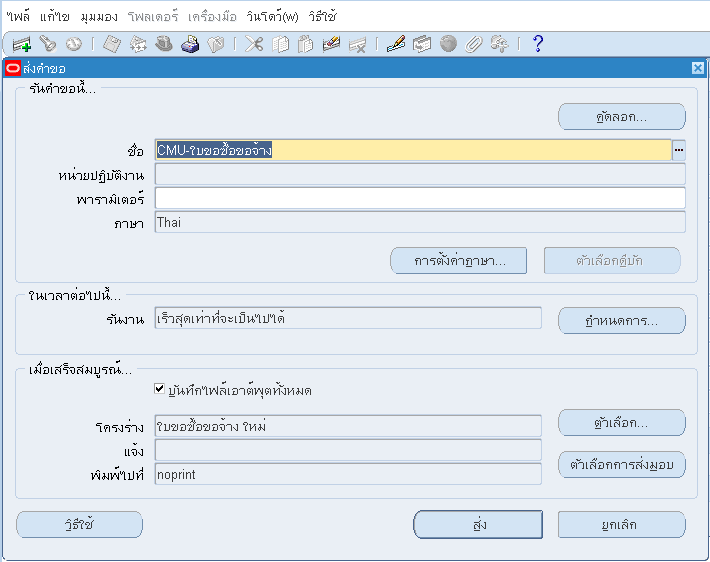 ไฟล์ แก้ไข มุมมอง โฟลเดอร์ เครื่องมือ วินโดว์(W) วิธีใช้
ส่งคำขอ
รันคำขอนี้...
คัดลอก...
ชื่อ CMU-ใบขอซื้อขอจ้าง
หน่วยปฏิบัติงาน
พารามิเตอร์
ภาษา Thai
การตั้งค่าภาษา... ตัวเลือกดีบัก
ในเวลาต่อไปนี้...
รันงาน เร็วสุดเท่าที่จะเป็นไปได้ กำหนดการ...
เมื่อเสร็จสมบูรณ์...
บันทึกไฟล์เอาต์พุตทั้งหมด
โครงร่าง ใบขอซื้อขอจ้าง ใหม่ ตัวเลือก...
แจ้ง
ตัวเลือกการส่งมอบ
พิมพ์ไปที่ noprint
วิธีใช้ ส่ง ยกเลิก